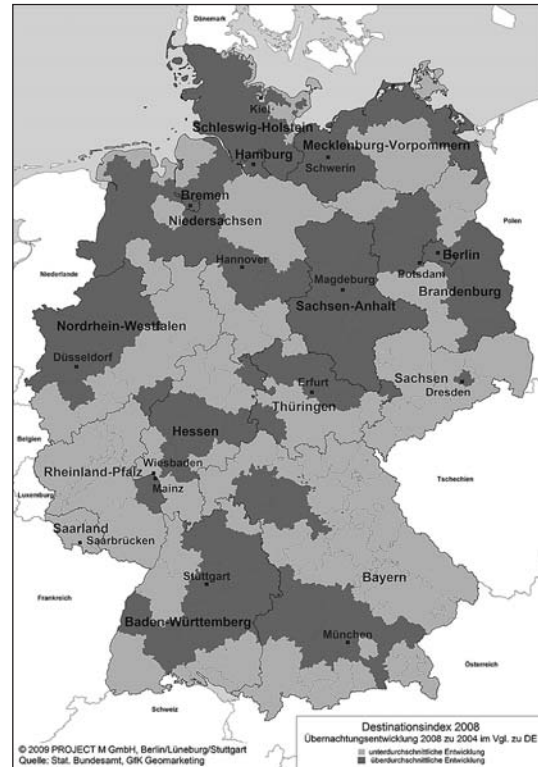 Dänemark
Kiel
Schleswig-Holstein
Mecklenburg-Vorpommern
Hamburg
Schwerin
Bremen
Niedersachsen
Polen
Berlin
Hannover
Potsdam
Niederlande
Magdeburg
Brandenburg
Sachsen-Anhalt
Nordrhein-Westfalen
Düsseldorf
Sachsen
Erfurt
Dresden
Thüringen
Hessen
Belgien
Wiesbaden
Rheinland-Pfalz
Mainz
Tschechien
Luxemburg
Saarland
Saarbrücken
Stuttgart
Bayern
Frankreich
Baden-Württemberg
München
Österreich
Schweiz
Destinationsindex 2008
Übernachtungsentwicklung 2008 zu 2004 im Vgl. zu DE
unterdurchschnittliche Entwicklung
überdurchschnittliche Entwicklung
© 2009 PROJECT M GmbH, Berlin/Lüneburg/Stuttgart
Quelle: Stat. Bundesamt, GfK Geomarketing